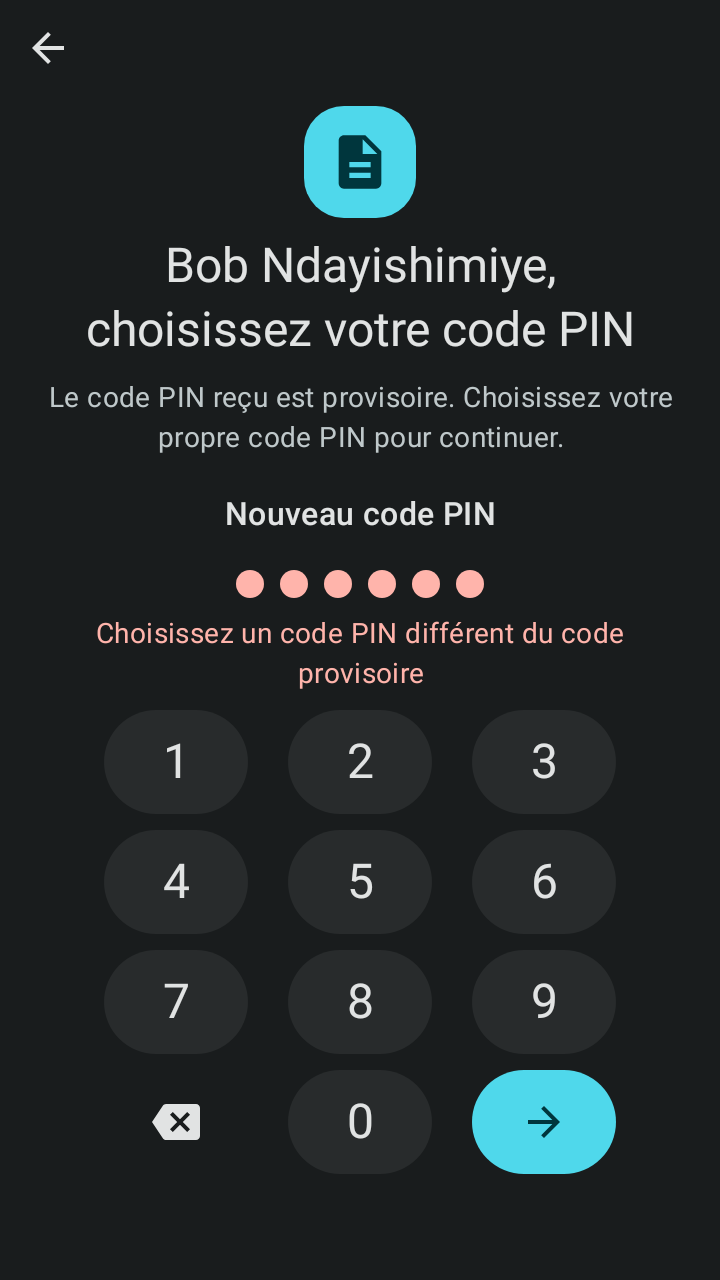 Bob Ndayishimiye,
choisissez votre code PIN
Le code PIN reçu est provisoire. Choisissez votre
propre code PIN pour continuer.
Nouveau code PIN
Choisissez un code PIN différent du code
provisoire
1 2 3
4 5 6
7 8 9
0